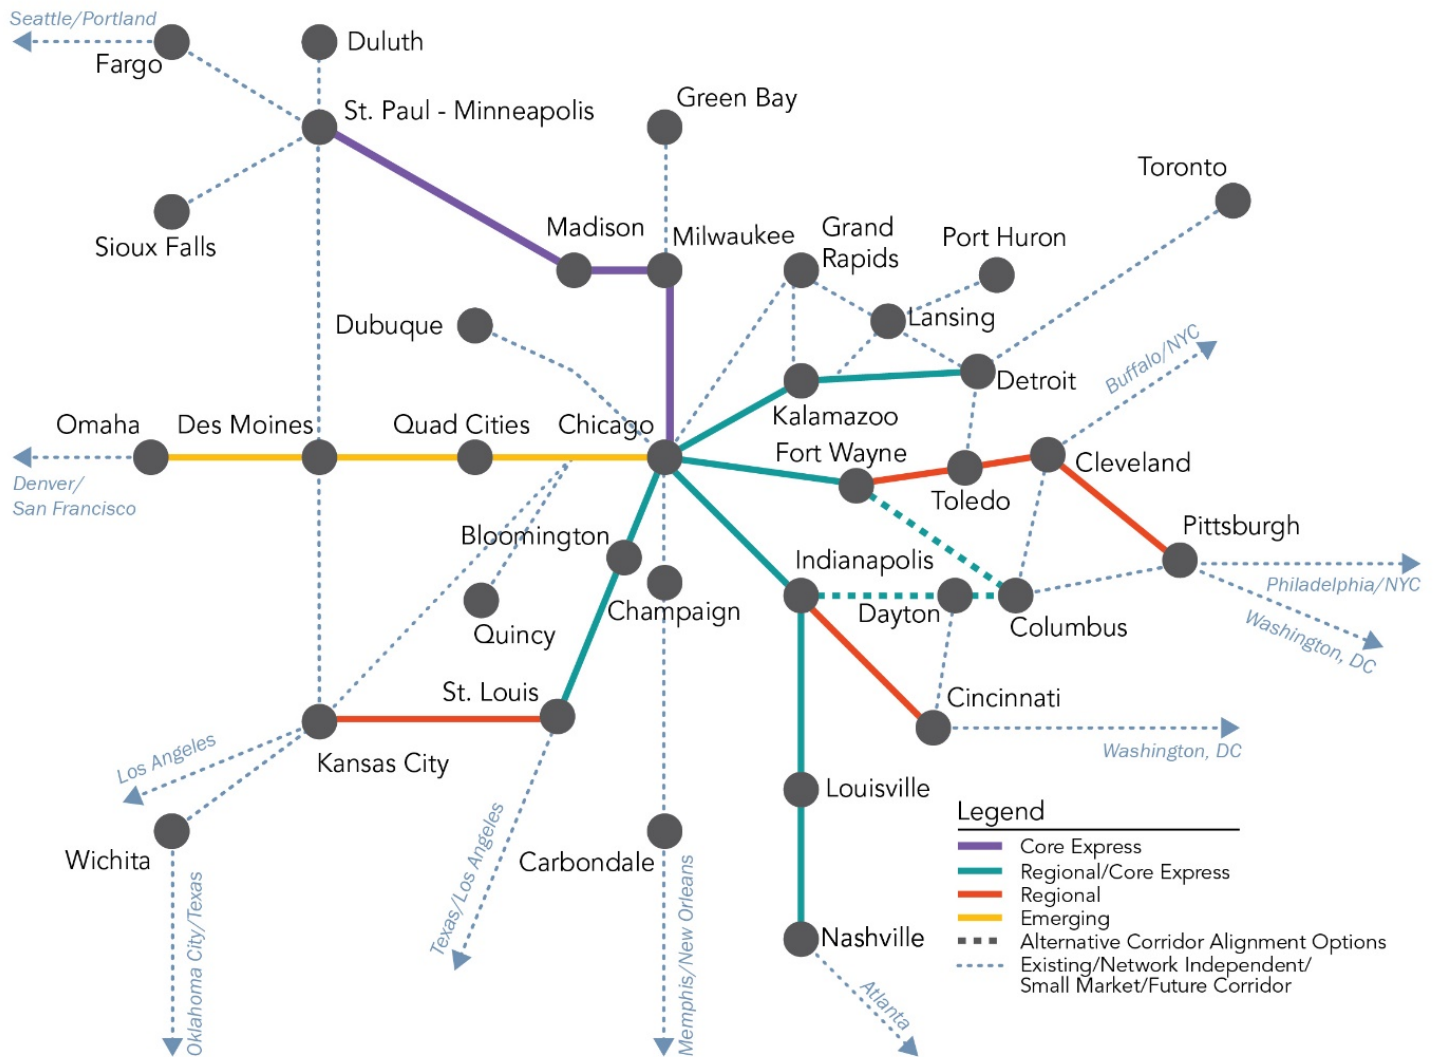 Seattle/Portland
Fargo
Duluth
St. Paul - Minneapolis
Green Bay
Toronto
Sioux Falls
Madison
Milwaukee
Grand
Rapids
Port Huron
Dubuque
Lansing
Buffalo/NYC
Detroit
Kalamazoo
Omaha
Des Moines
Quad Cities
Chicago
Fort Wayne
Cleveland
Denver/
San Francisco
Toledo
Bloomington
Pittsburgh
Indianapolis
Philadelphia/NYC
Champaign
Dayton
Quincy
Columbus
Washington, DC
St. Louis
Cincinnati
Kansas City
Los Angeles
Washington, DC
Louisville
Wichita
Carbondale
Texas/Los Angeles
Oklahoma City/Texas
Memphis/New Orleans
Nashville
Atlanta
Legend
Core Express
Regional/Core Express
Regional
Emerging
Alternative Corridor Alignment Options
Existing/Network Independent/
Small Market/Future Corridor